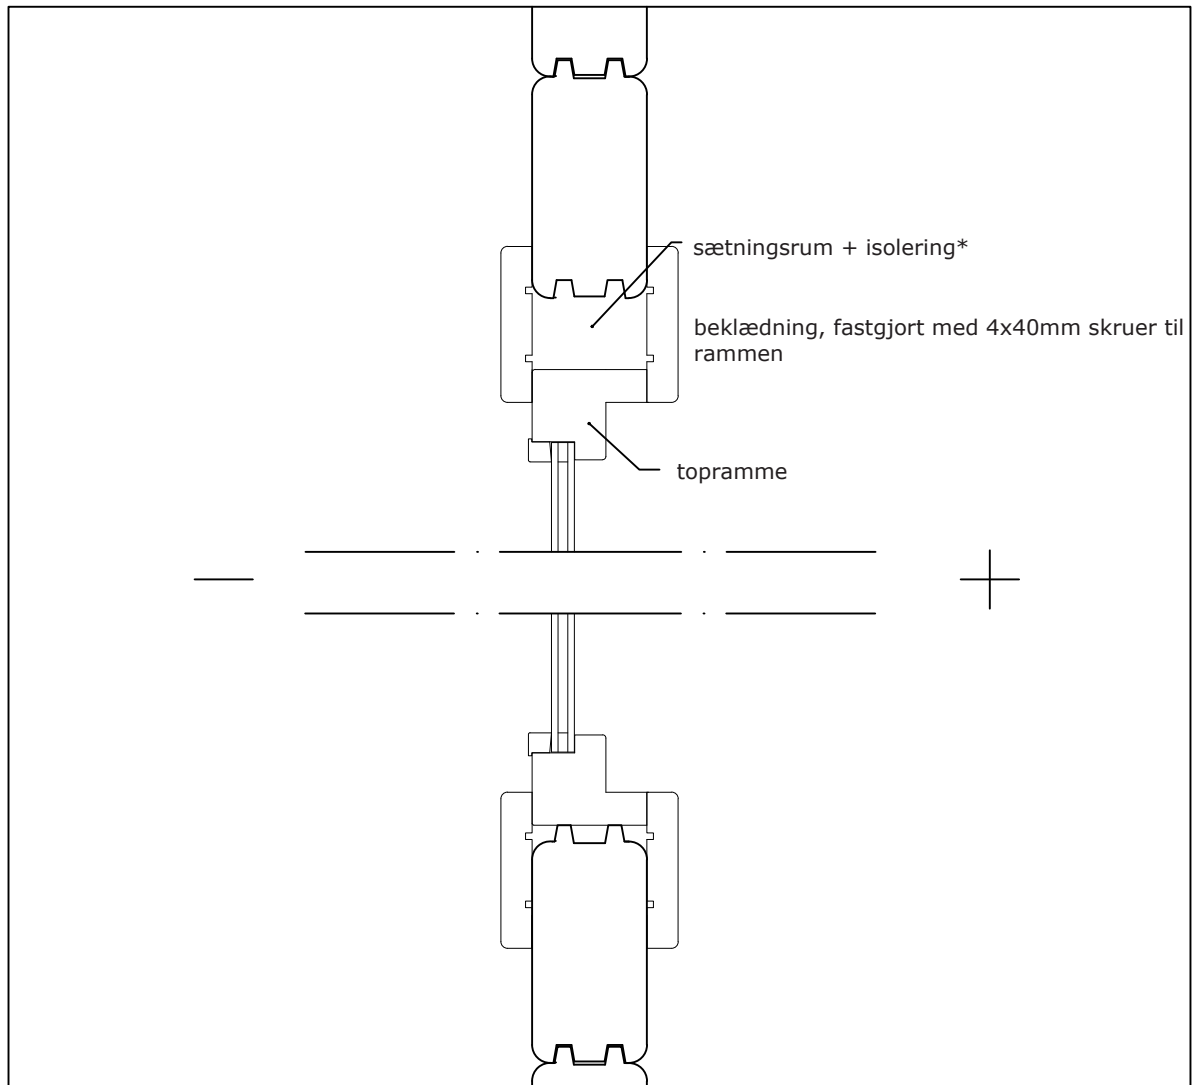 sætningsrum + isolering*
beklædning, fastgjort med 4x40mm skruer til
rammen
topramme